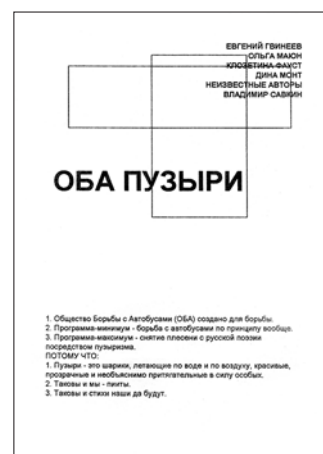 ЕВГЕНИЙ ГВИНЕЕВ
ОЛЬГА МАЮН
КЛОЗЕТИНА ФАУСТ
ДИНА МОНТ
НЕИЗВЕСТНЫЕ АВТОРЫ
ВЛАДИМИР САВКИН
ОБА ПУЗЫРИ
1. Общество Борьбы с Автобусами (ОБА) создано для борьбы.
2. Программа-минимум - борьба с автобусами по принципу вообще.
3. Программа-максимум - снятие плесени с русской поэзии
посредством пузыризма.
ПОТОМУ ЧТО:
1. Пузыри - это шарики, летающие по воде и по воздуху, красивые,
прозрачные и необъяснимо притягательные в силу особых.
2. Таковы и мы - пииты.
3. Таковы и стихи наши да будут.